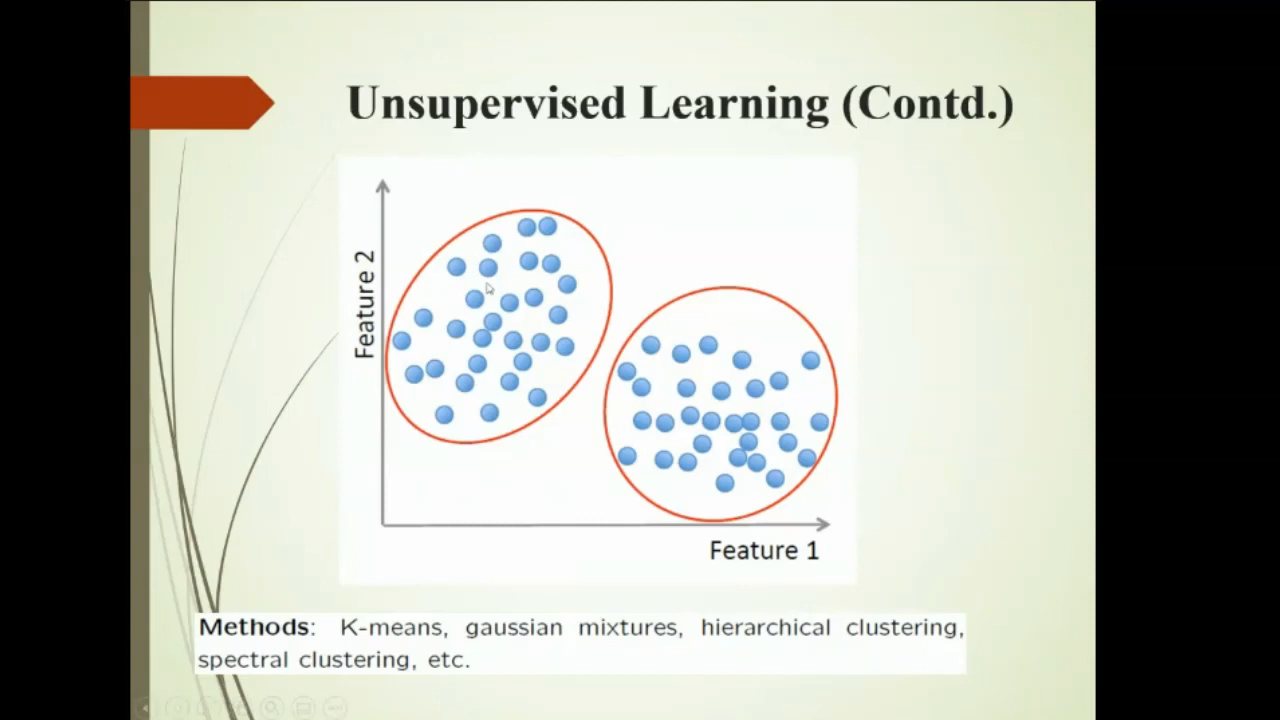 Unsupervised Learning (Contd.)
Feature 2
Feature 1
Methods: K-means, gaussian mixtures, hierarchical clustering,
spectral clustering, etc.